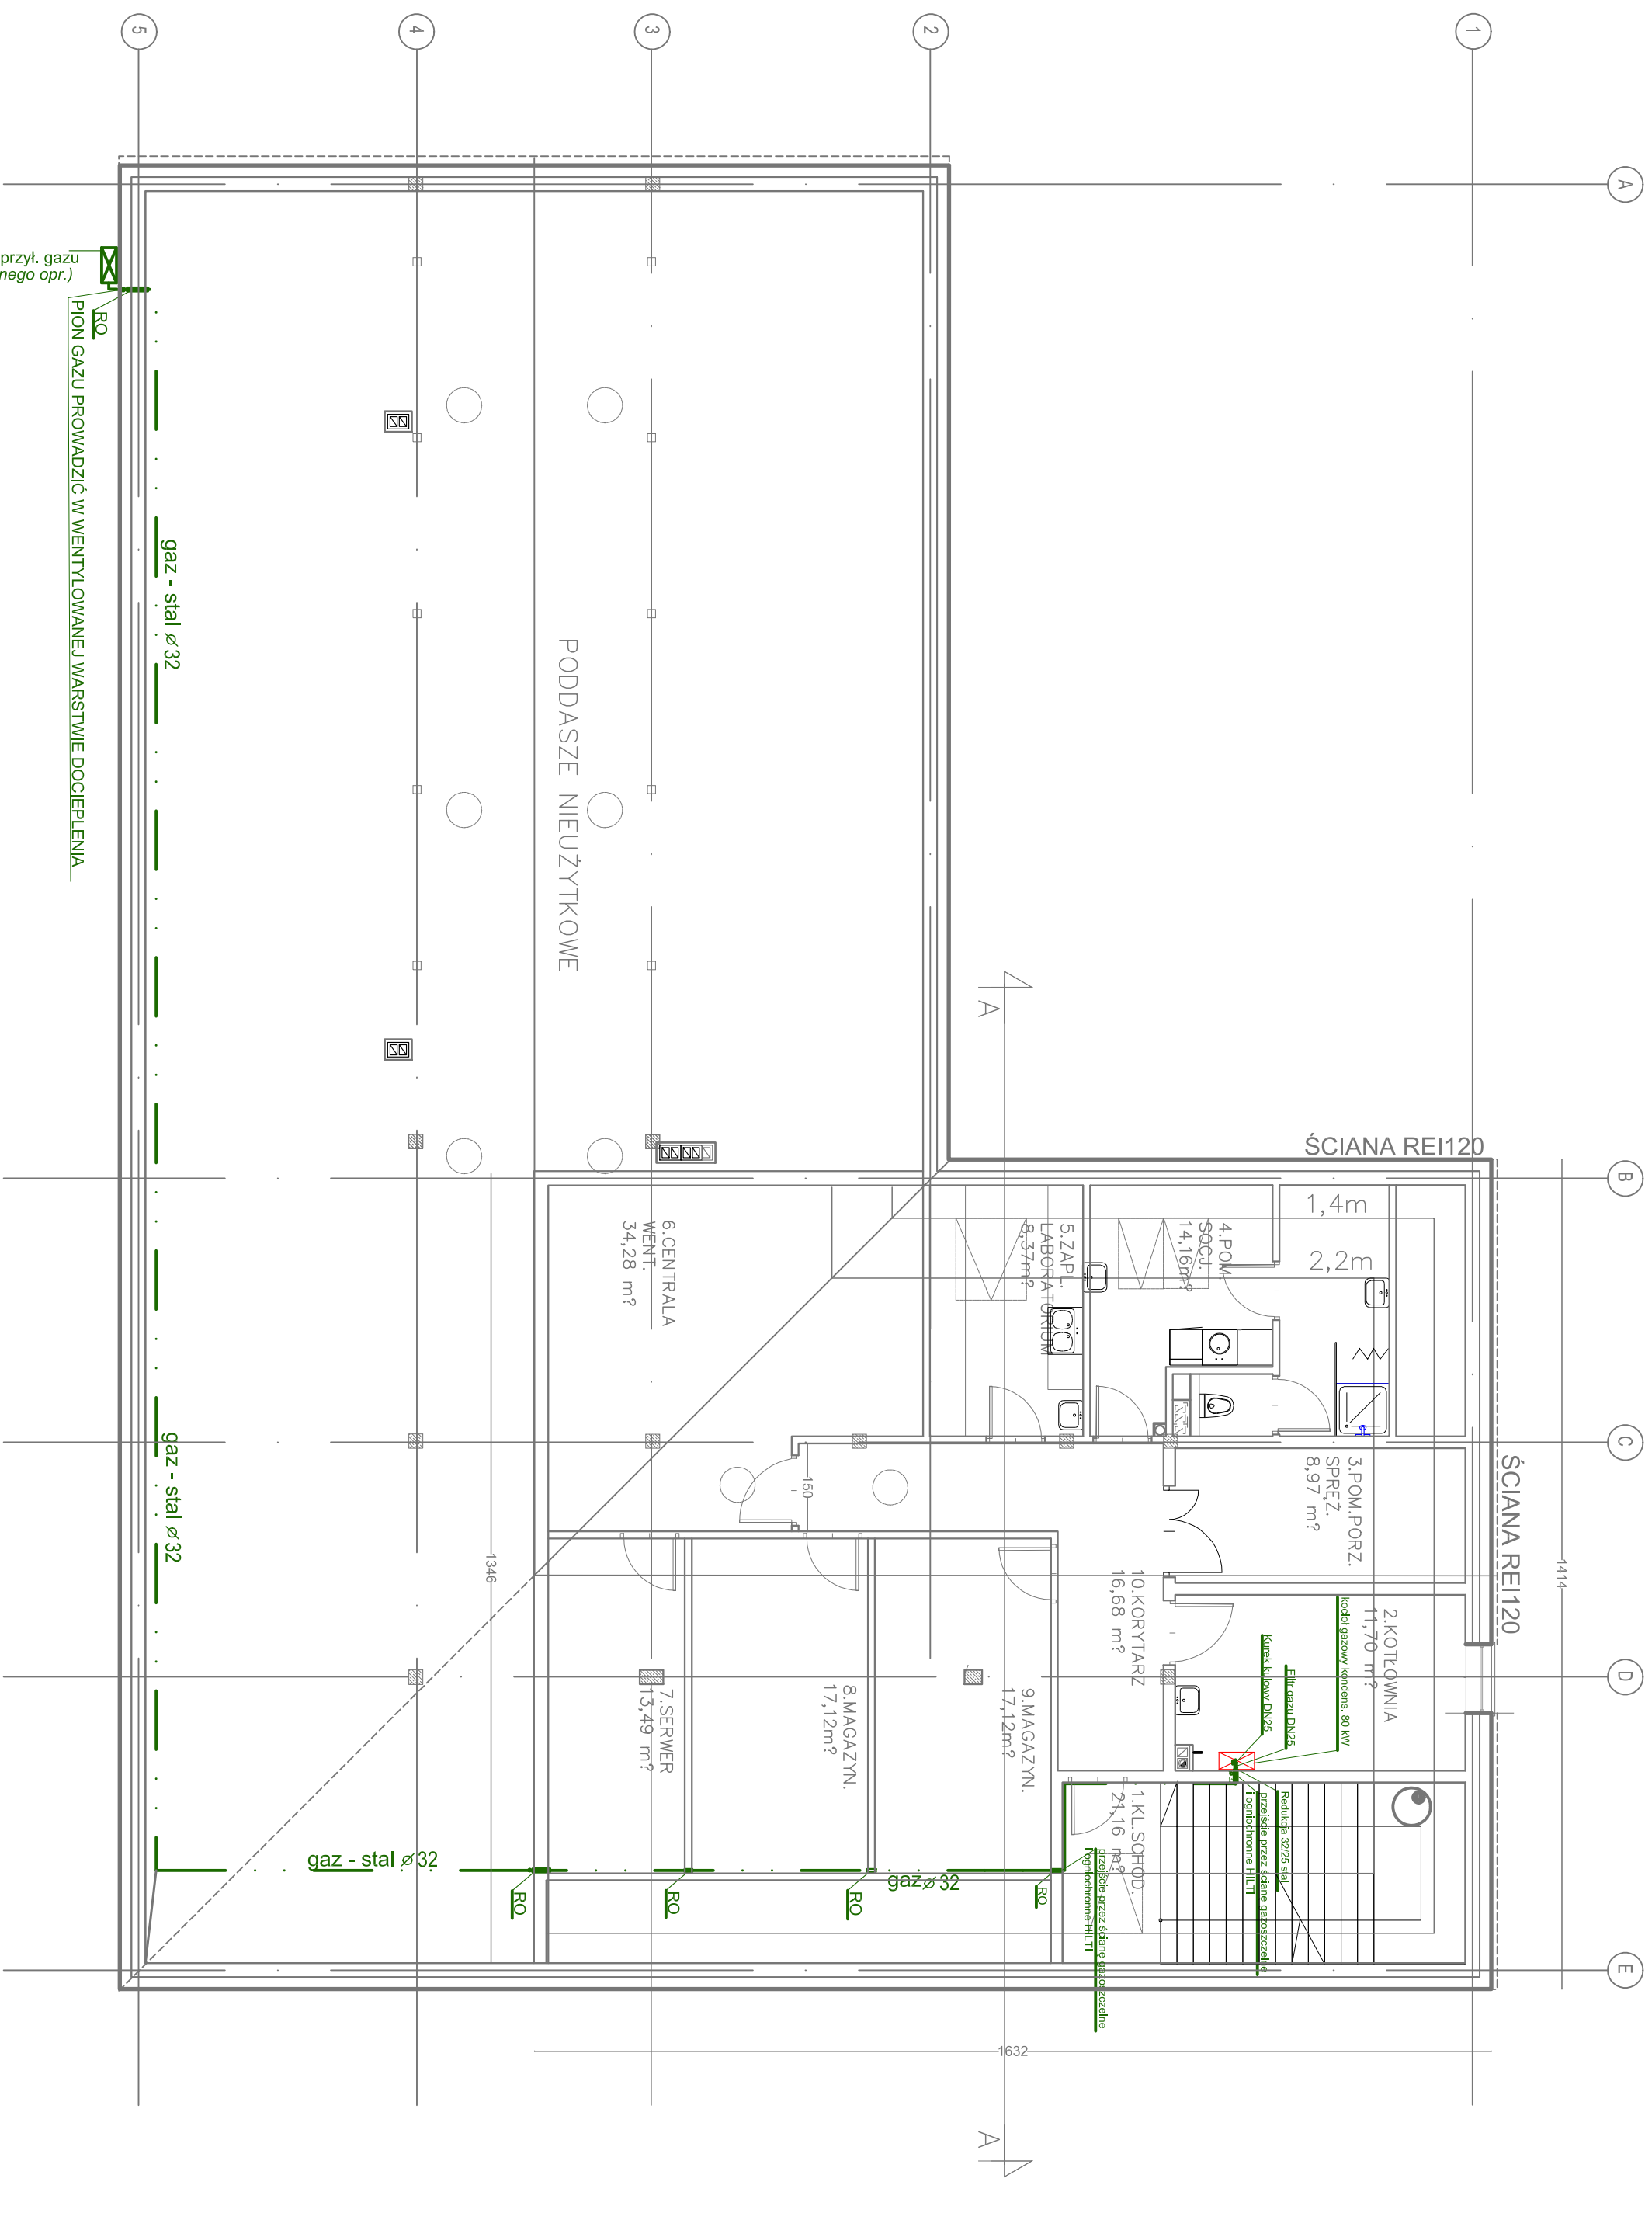 5
4
3
2
1
A
B
C
D
E
przył. gazu
nego opr.)
RO
PION GAZU PROWADZIĆ W WENTYLOWANEJ WARSTWIE DOCIEPLENIA
gaz - stal ⌀32
PODDASZE NIEUŻYTKOWE
A
ŚCIANA REI120
1,4m
2,2m
6.CENTRALA
WENT.
34,28 m?
5.ZAPL.
LABORATORIUM
8,37m?
4.POM.
SOCJ.
14,16m?
3.POM.PORZ.
SPRĘŻ.
8,97 m?
ŚCIANA REI120
1414
150
1346
gaz - stal ⌀32
10.KORYTARZ
16,68 m?
2.KOTŁOWNIA
11,70 m?
kocioł gazowy kondens. 80 kW
Filtr gazu DN25
Kurek kulowy DN25
7.SERWER
13,49 m?
8.MAGAZYN.
17,12m?
9.MAGAZYN.
17,12m?
1.KL.SCHOD.
21,16 m?
Redukcja 32/25 stal
przejście przez ścianę gazoszczelne
i ogniochronne HILTI
przejście przez ścianę gazoszczelne
i ogniochronne HILTI
gaz - stal ⌀32
gaz⌀32
RO
RO
RO
RO
1632
A